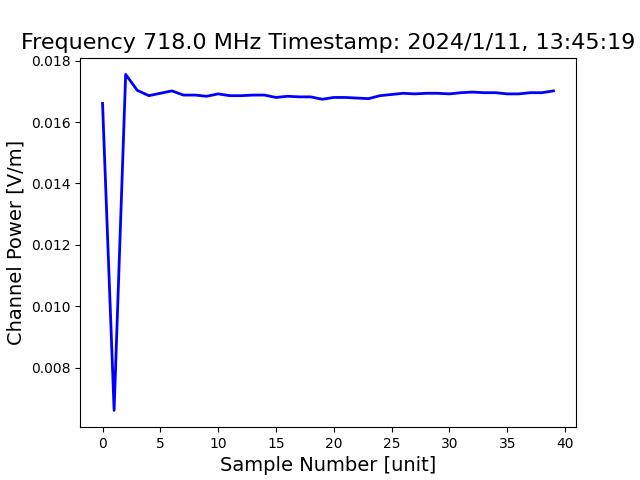 Frequency 718.0 MHz Timestamp: 2024/1/11, 13:45:19
0.018
0.016
0.014
0.012
0.010
0.008
Channel Power [V/m]
0 5 10 15 20 25 30 35 40
Sample Number [unit]